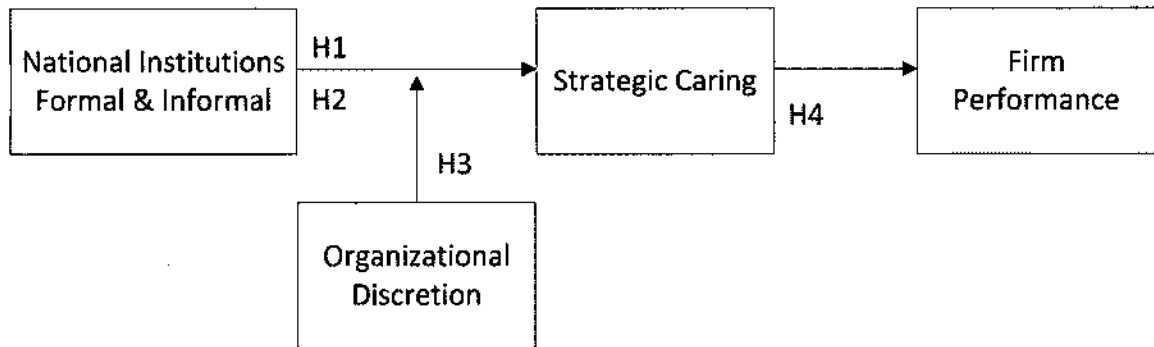 National Institutions
Formal & Informal
H1
H2
H3
Organizational
Discretion
Strategic Caring
H4
Firm
Performance